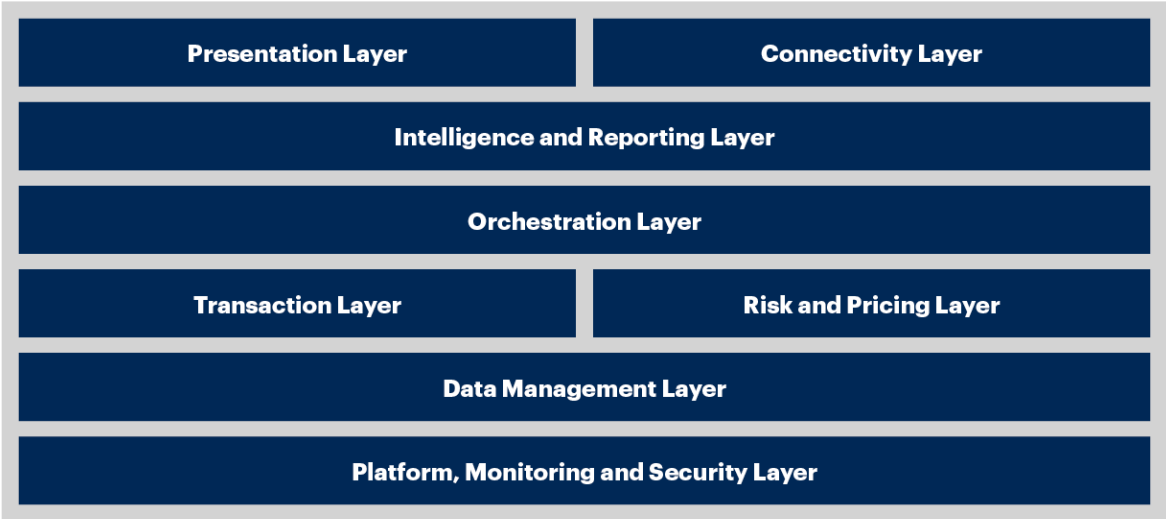 Presentation Layer
Connectivity Layer
Intelligence and Reporting Layer
Orchestration Layer
Transaction Layer
Risk and Pricing Layer
Data Management Layer
Platform, Monitoring and Security Layer